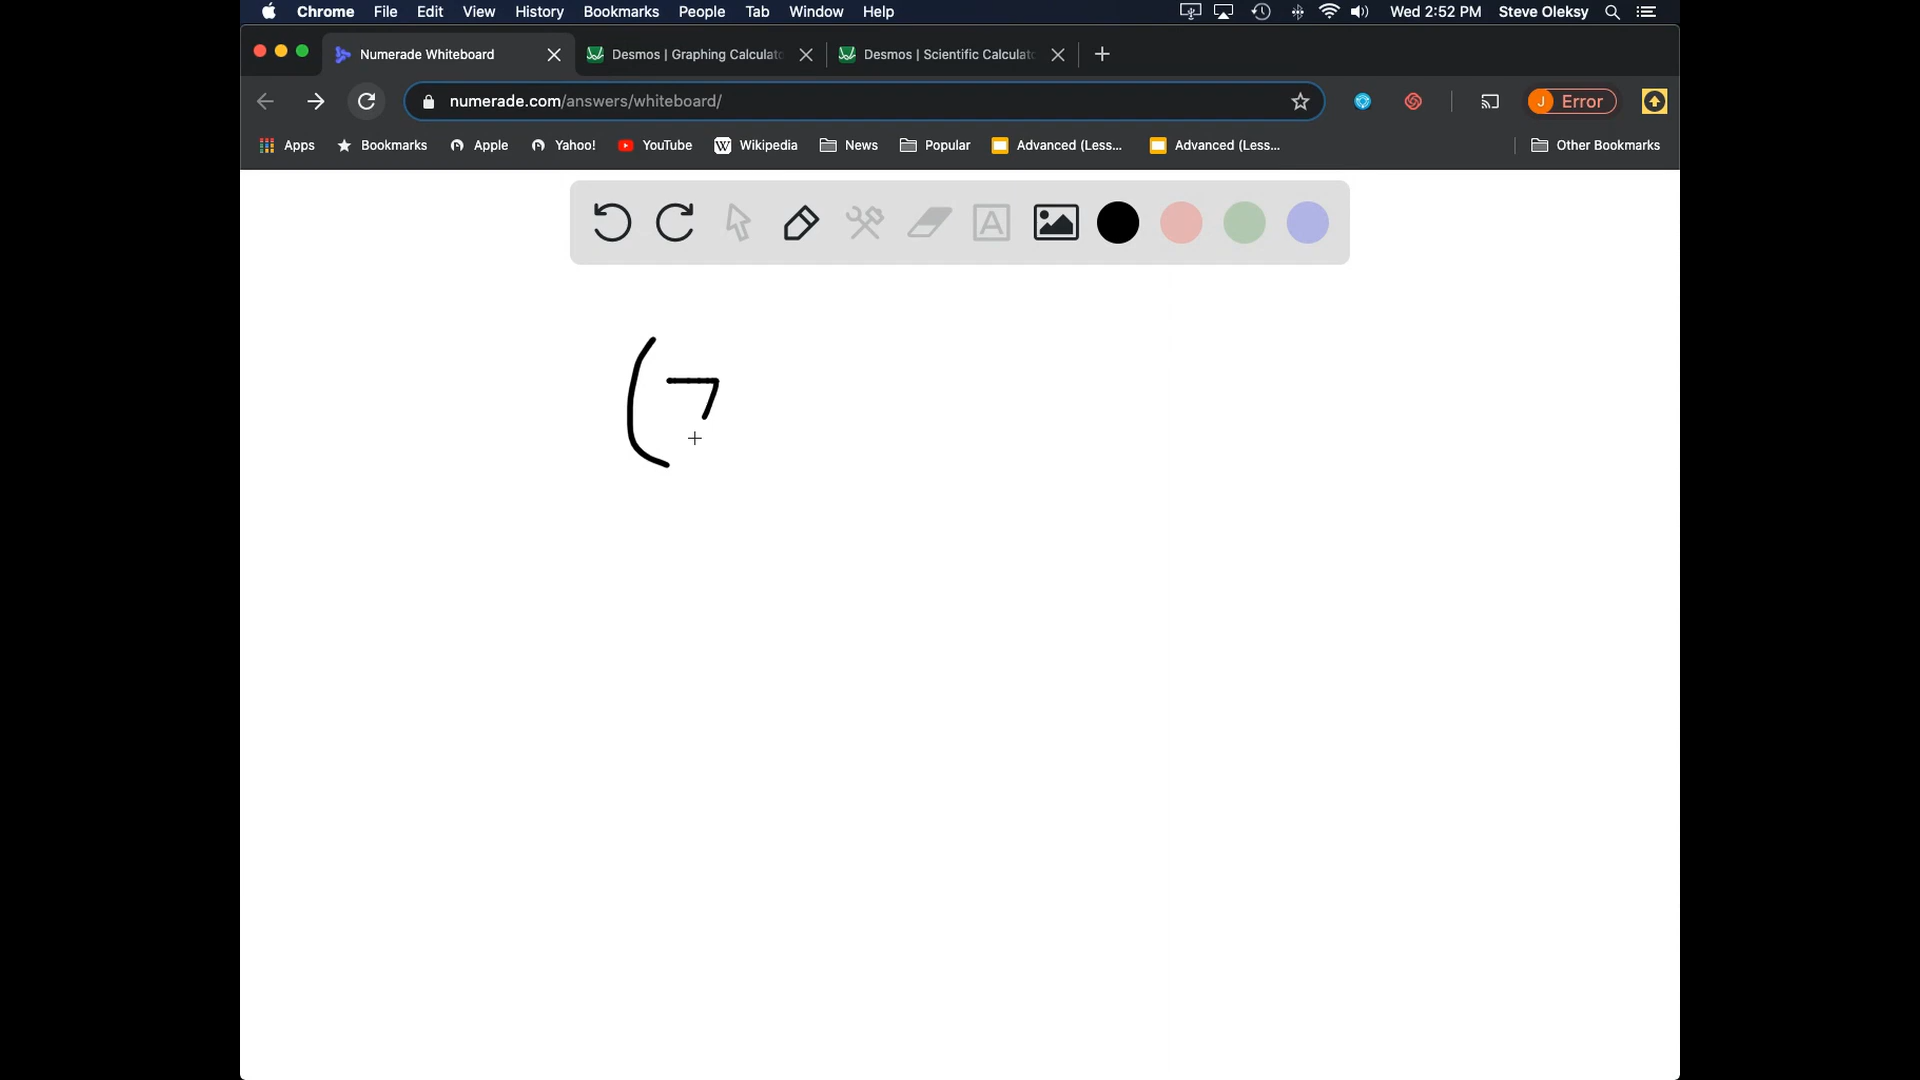 Chrome File Edit View History Bookmarks People Tab Window Help Wed 2:52 PM Steve Oleksy
Numerade Whiteboard Desmos | Graphing Calculat Desmos | Scientific Calculat
numerade.com/answers/whiteboard/ J Error
Apps Bookmarks Apple Yahoo! YouTube W Wikipedia News Popular Advanced (Less... Advanced (Less... Other Bookmarks
A
(7